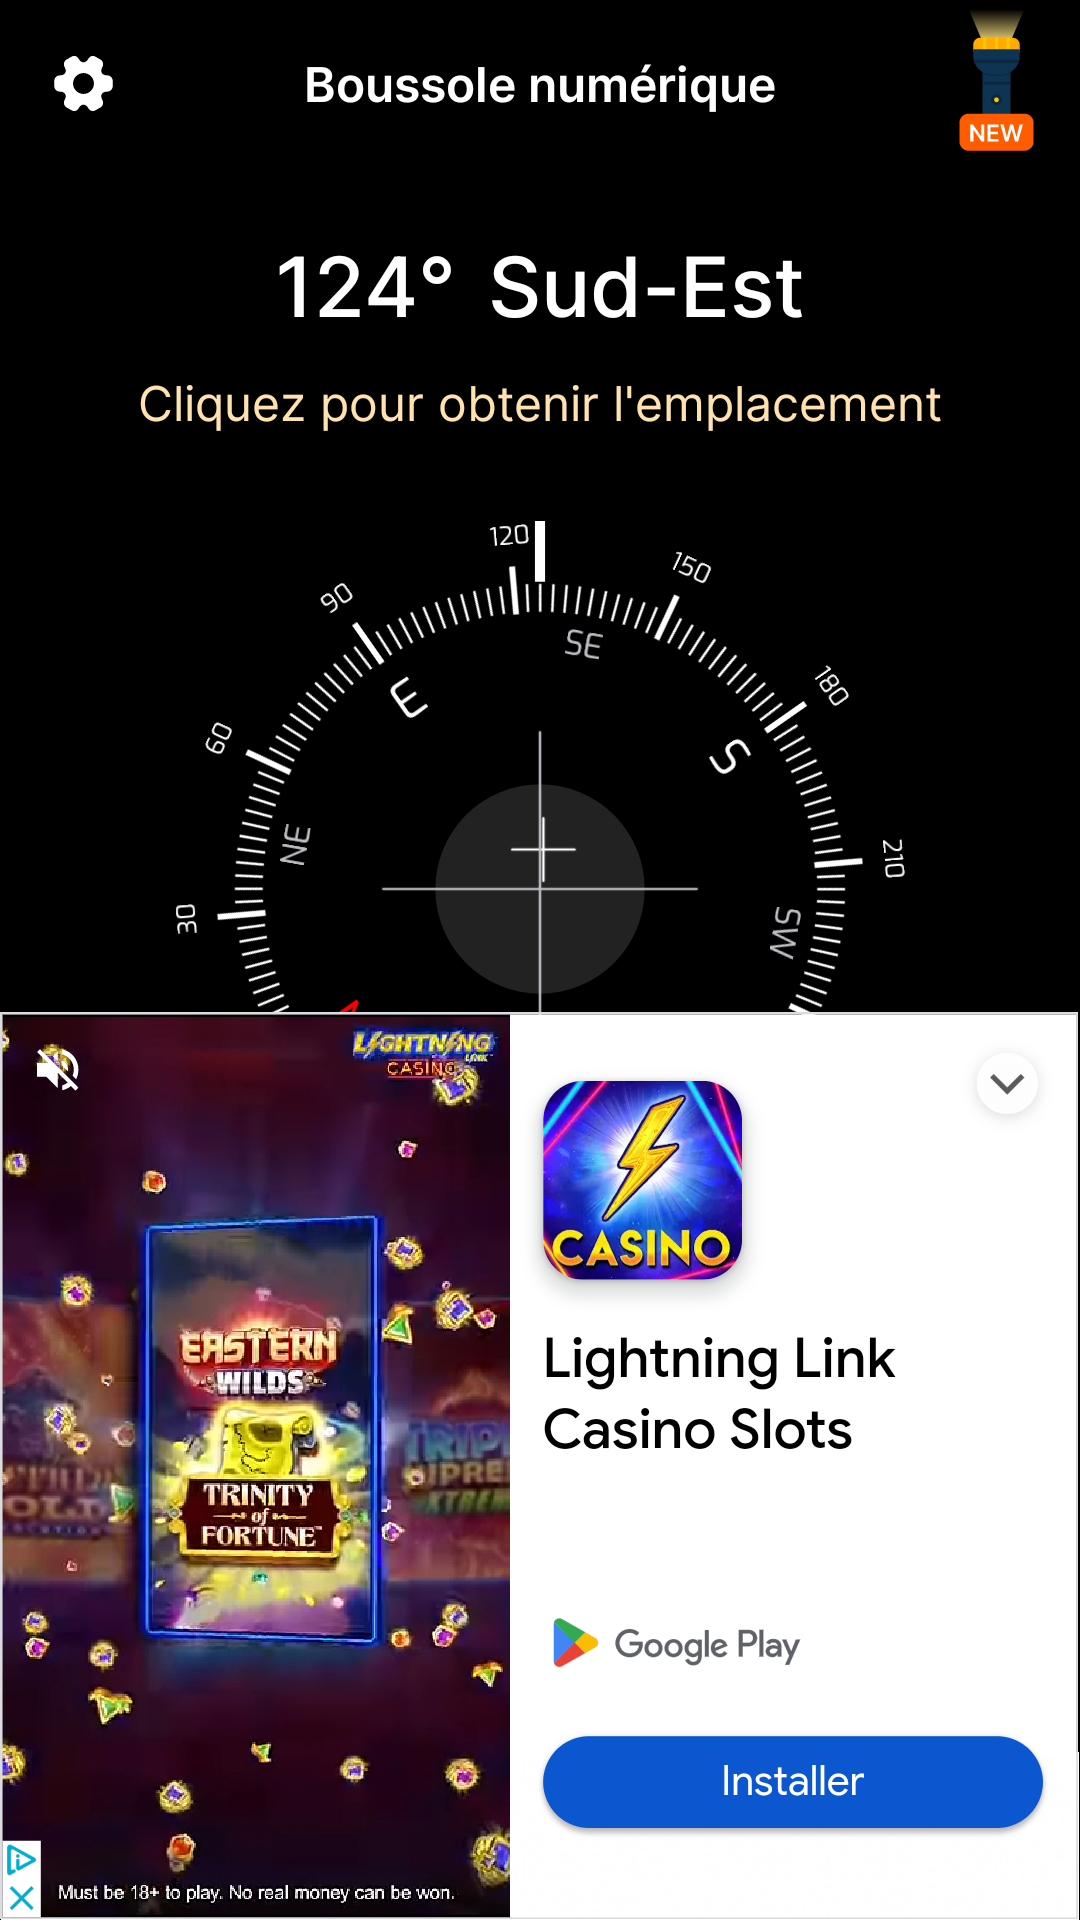 Boussole numérique
NEW
124° Sud-Est
Cliquez pour obtenir l'emplacement
120
150
90
SE
180
E
60
S
NE
210
30
SW
LIGHTNING
LINK
CASINO
CASINO
EASTERN
WILDS
Lightning Link
Casino Slots
TRINITY
of
FORTUNE
Google Play
Installer
Must be 18+ to play. No real money can be won.